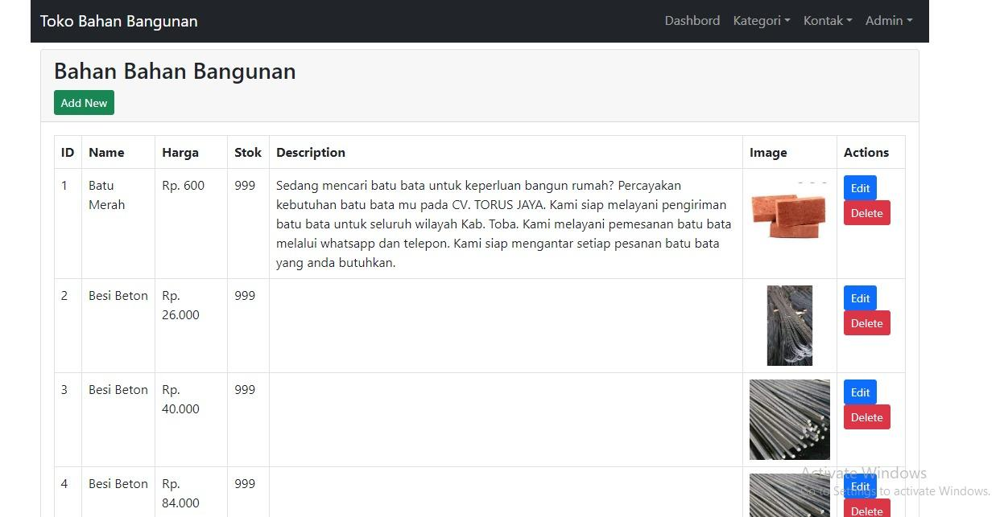 Toko Bahan Bangunan Dashbord Kategori Kontak Admin
Bahan Bahan Bangunan
Add New
ID Name Harga Stok Description Image Actions
1 Batu Rp. 600 999 Sedang mencari batu bata untuk keperluan bangun rumah? Percayakan Edit
Merah kebutuhan batu bata mu pada CV. TORUS JAYA. Kami siap melayani pengiriman Delete
batu bata untuk seluruh wilayah Kab. Toba. Kami melayani pemesanan batu bata
melalui whatsapp dan telepon. Kami siap mengantar setiap pesanan batu bata
yang anda butuhkan.
2 Besi Beton Rp. 999 Edit
26.000 Delete
3 Besi Beton Rp. 999 Edit
40.000 Delete
Activate Windows
4 Besi Beton Rp. 999 Edit
Go to Settings to activate Windows.
84.000 Delete